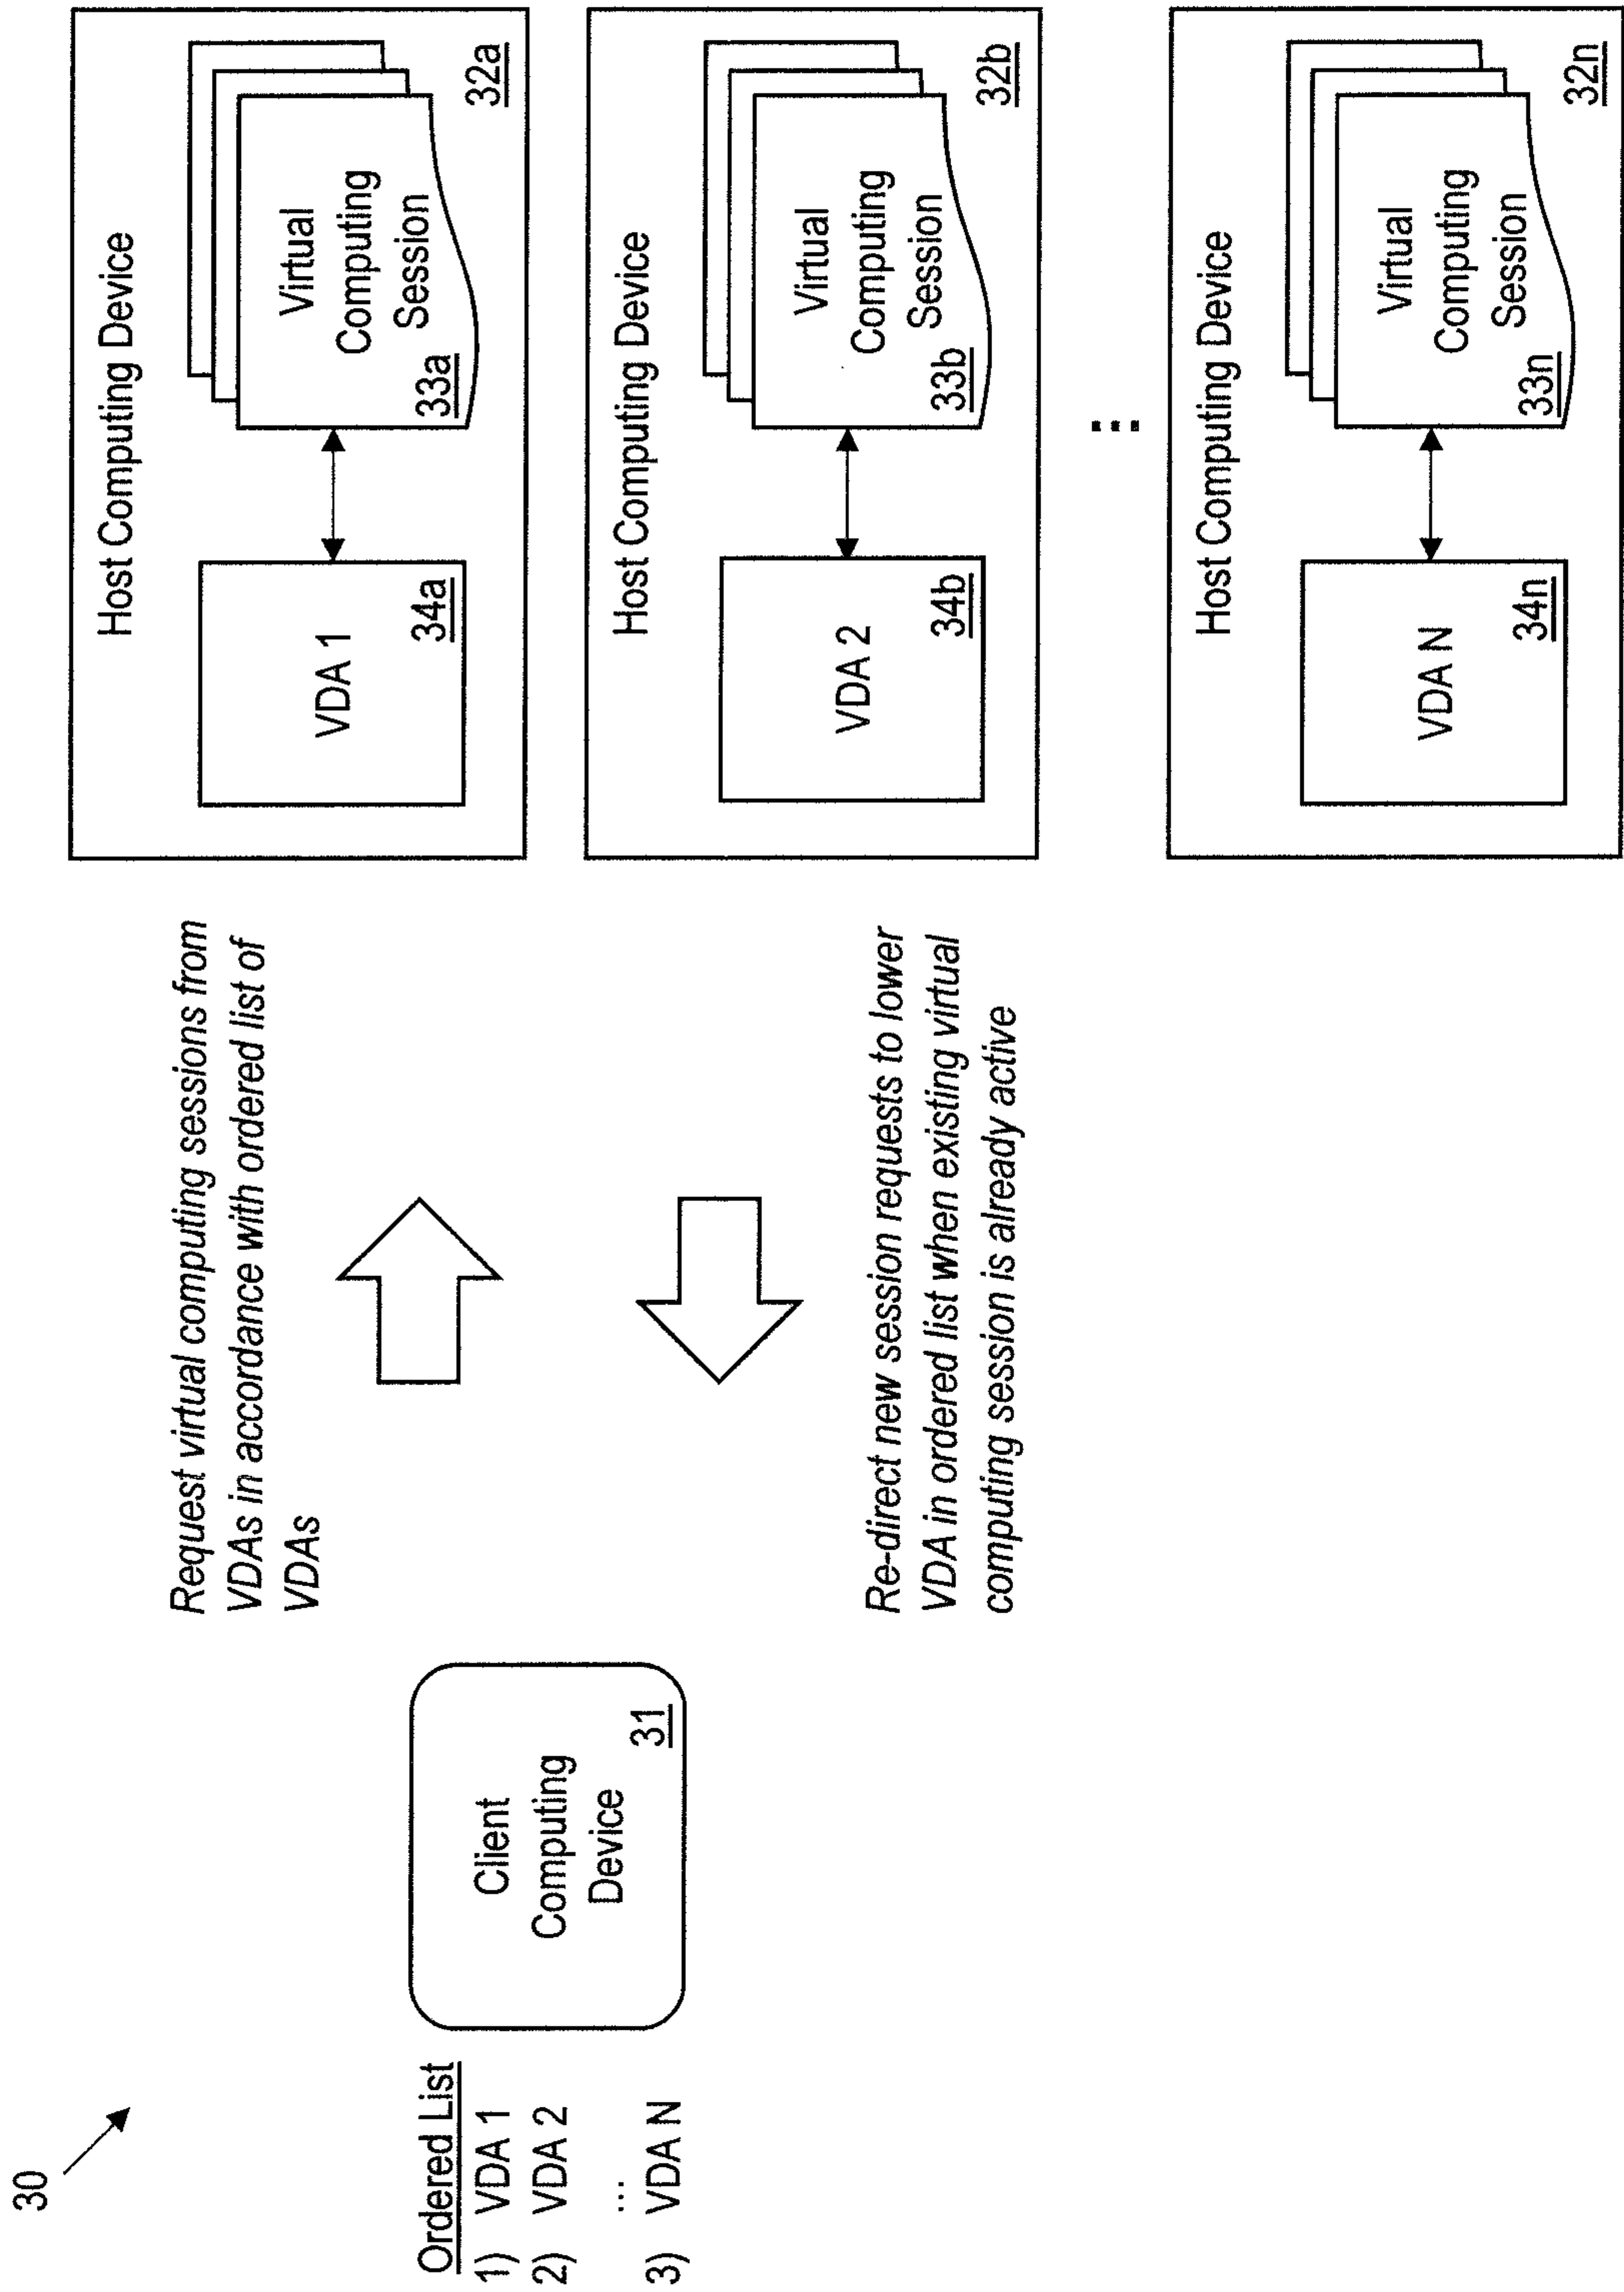 30
Ordered List
1) VDA 1
2) VDA 2
...
3) VDA N
Client
Computing
Device
31
Request virtual computing sessions from
VDAs in accordance with ordered list of
VDAs
Re-direct new session requests to lower
VDA in ordered list when existing virtual
computing session is already active
Host Computing Device
VDA 1
34a
Virtual
Computing
Session
33a
32a
Host Computing Device
VDA 2
34b
Virtual
Computing
Session
33b
32b
...
Host Computing Device
VDA N
34n
Virtual
Computing
Session
33n
32n